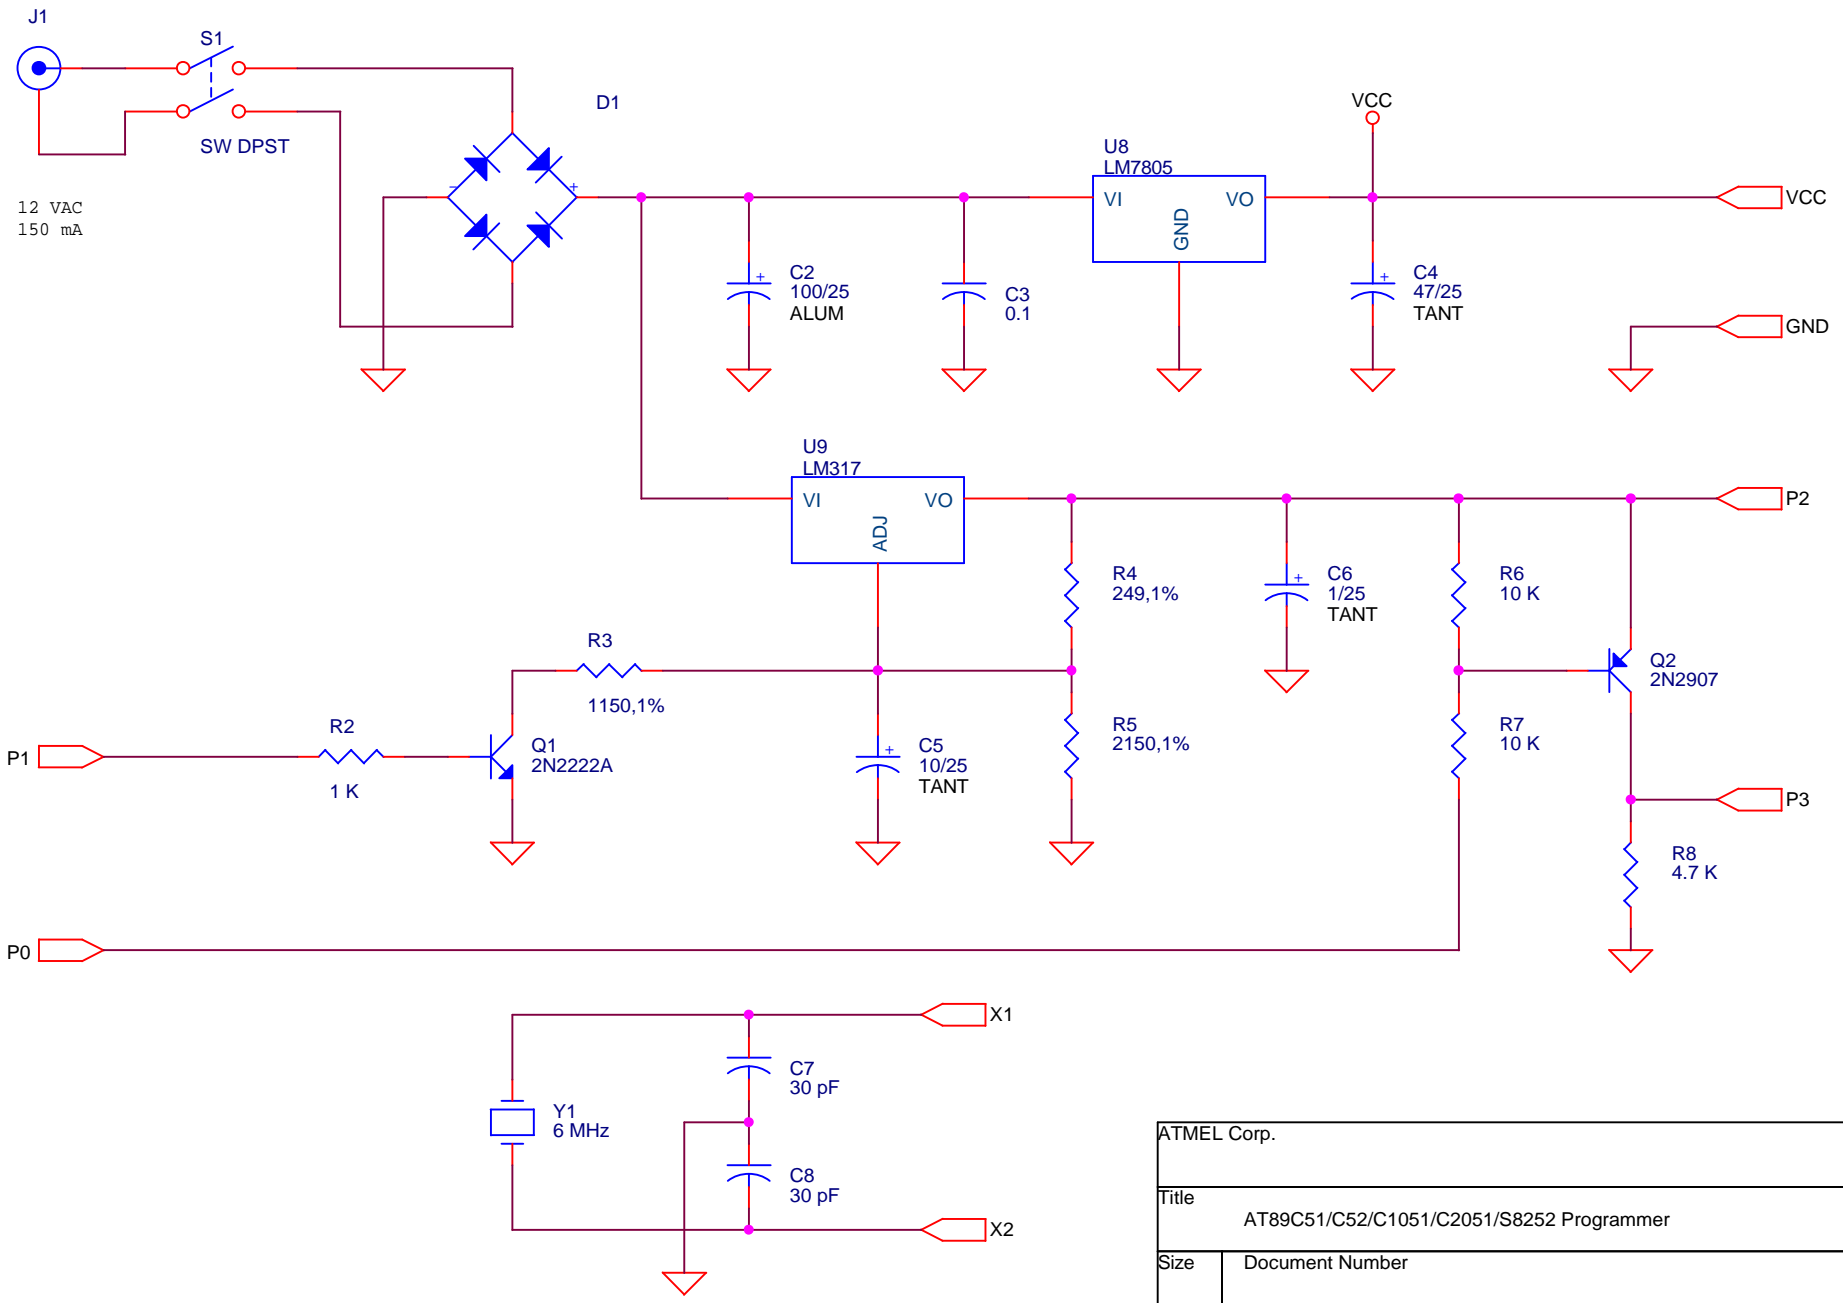 J1
S1
SW DPST
12 VAC
150 mA
D1
-
+
U8
LM7805
VI
VO
GND
VCC
VCC
+
C2
100/25
ALUM
C3
0.1
+
C4
47/25
TANT
GND
U9
LM317
VI
VO
ADJ
P2
R4
249,1%
+
C6
1/25
TANT
R6
10 K
R3
1150,1%
Q2
2N2907
P1
R2
1 K
Q1
2N2222A
+
C5
10/25
TANT
R5
2150,1%
R7
10 K
P3
R8
4.7 K
P0
X1
C7
30 pF
Y1
6 MHz
C8
30 pF
X2
ATMEL Corp.
Title
AT89C51/C52/C1051/C2051/S8252 Programmer
Size
Document Number